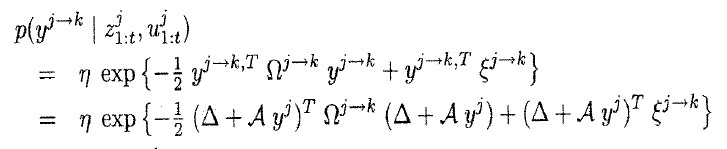 p(y^{j→k} | z^j_{1:t}, u^j_{1:t})
= η exp{−½ y^{j→k,T} Ω^{j→k} y^{j→k} + y^{j→k,T} ξ^{j→k}}
= η exp{−½ (Δ + 𝒜 y^j)^T Ω^{j→k} (Δ + 𝒜 y^j) + (Δ + 𝒜 y^j)^T ξ^{j→k}}